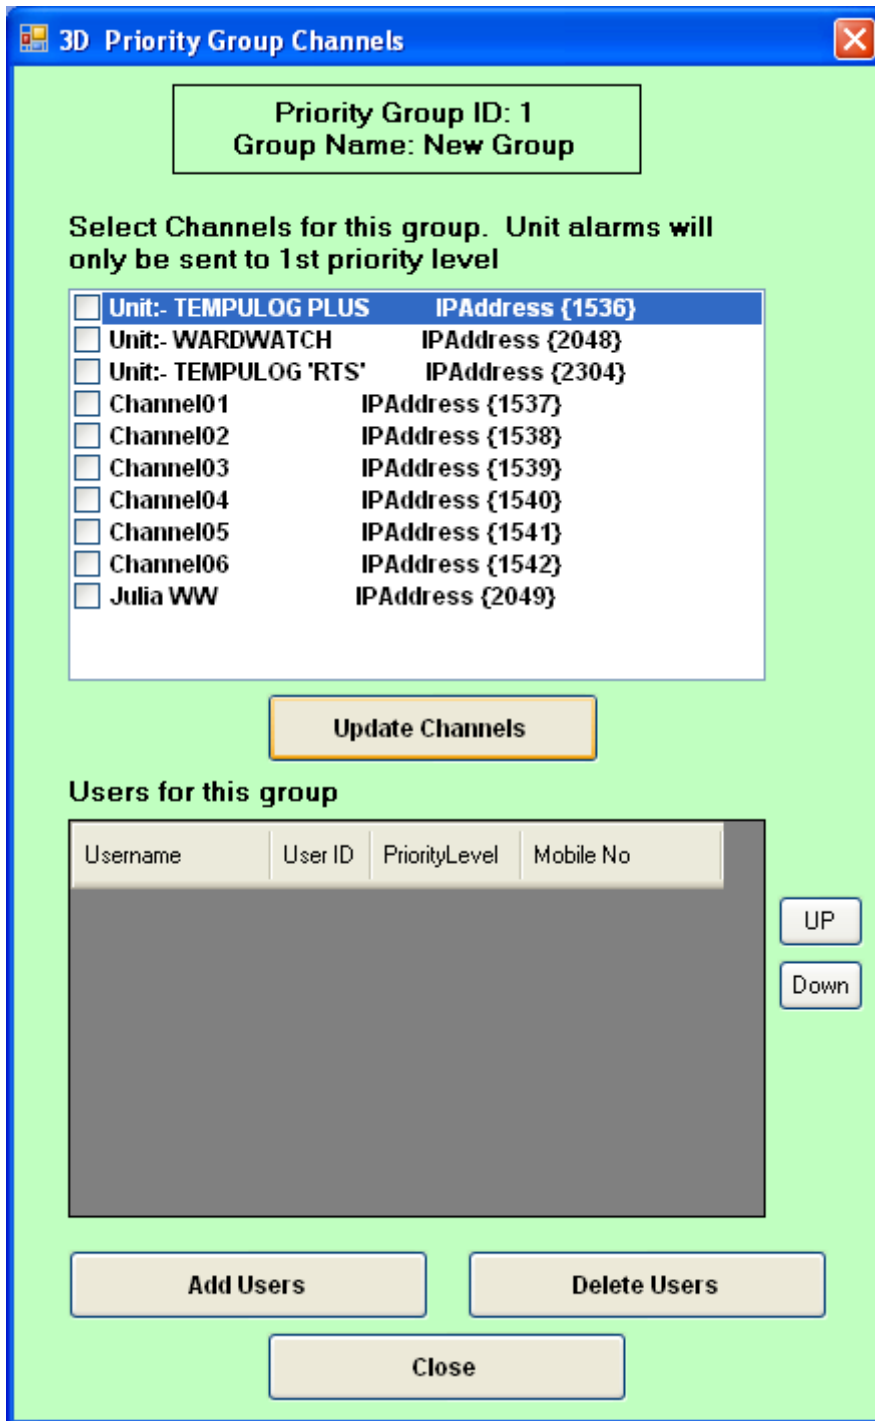 3D Priority Group Channels
Priority Group ID: 1
Group Name: New Group
Select Channels for this group. Unit alarms will
only be sent to 1st priority level
Unit:- TEMPULOG PLUS IPAddress {1536}
Unit:- WARDWATCH IPAddress {2048}
Unit:- TEMPULOG 'RTS' IPAddress {2304}
Channel01 IPAddress {1537}
Channel02 IPAddress {1538}
Channel03 IPAddress {1539}
Channel04 IPAddress {1540}
Channel05 IPAddress {1541}
Channel06 IPAddress {1542}
Julia WW IPAddress {2049}
Update Channels
Users for this group
Username User ID PriorityLevel Mobile No
UP
Down
Add Users Delete Users
Close